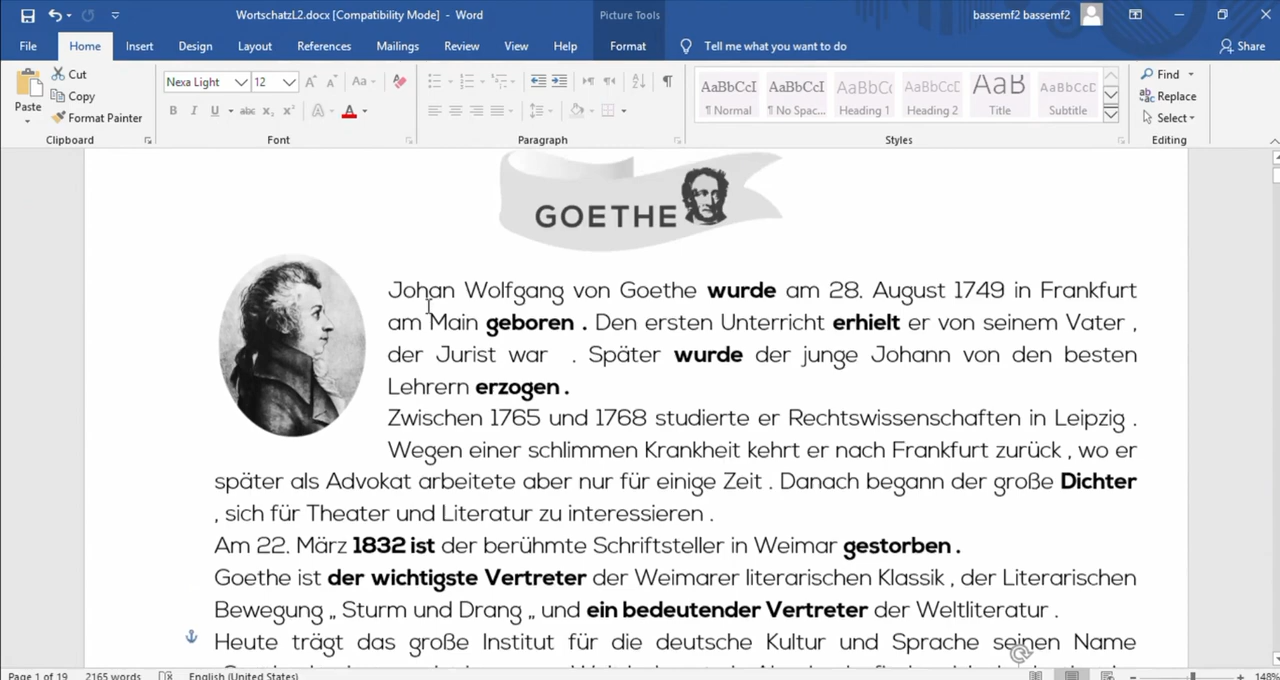 WortschatzL2.docx [Compatibility Mode] - Word
Picture Tools
bassemf2 bassemf2
File Home Insert Design Layout References Mailings Review View Help Format Tell me what you want to do Share
Paste
Cut
Copy
Format Painter
Clipboard
Nexa Light 12
Font
Paragraph
AaBbCcI AaBbCcI AaBbCc AaBbCcI AaB AaBbCcC
¶ Normal ¶ No Spac... Heading 1 Heading 2 Title Subtitle
Styles
Find
Replace
Select
Editing
GOETHE
Johan Wolfgang von Goethe wurde am 28. August 1749 in Frankfurt
am Main geboren . Den ersten Unterricht erhielt er von seinem Vater ,
der Jurist war . Später wurde der junge Johann von den besten
Lehrern erzogen .
Zwischen 1765 und 1768 studierte er Rechtswissenschaften in Leipzig .
Wegen einer schlimmen Krankheit kehrt er nach Frankfurt zurück , wo er
später als Advokat arbeitete aber nur für einige Zeit . Danach begann der große Dichter
, sich für Theater und Literatur zu interessieren .
Am 22. März 1832 ist der berühmte Schriftsteller in Weimar gestorben .
Goethe ist der wichtigste Vertreter der Weimarer literarischen Klassik , der Literarischen
Bewegung „ Sturm und Drang „ und ein bedeutender Vertreter der Weltliteratur .
Heute trägt das große Institut für die deutsche Kultur und Sprache seinen Name
Page 1 of 19 2165 words English (United States) 148%